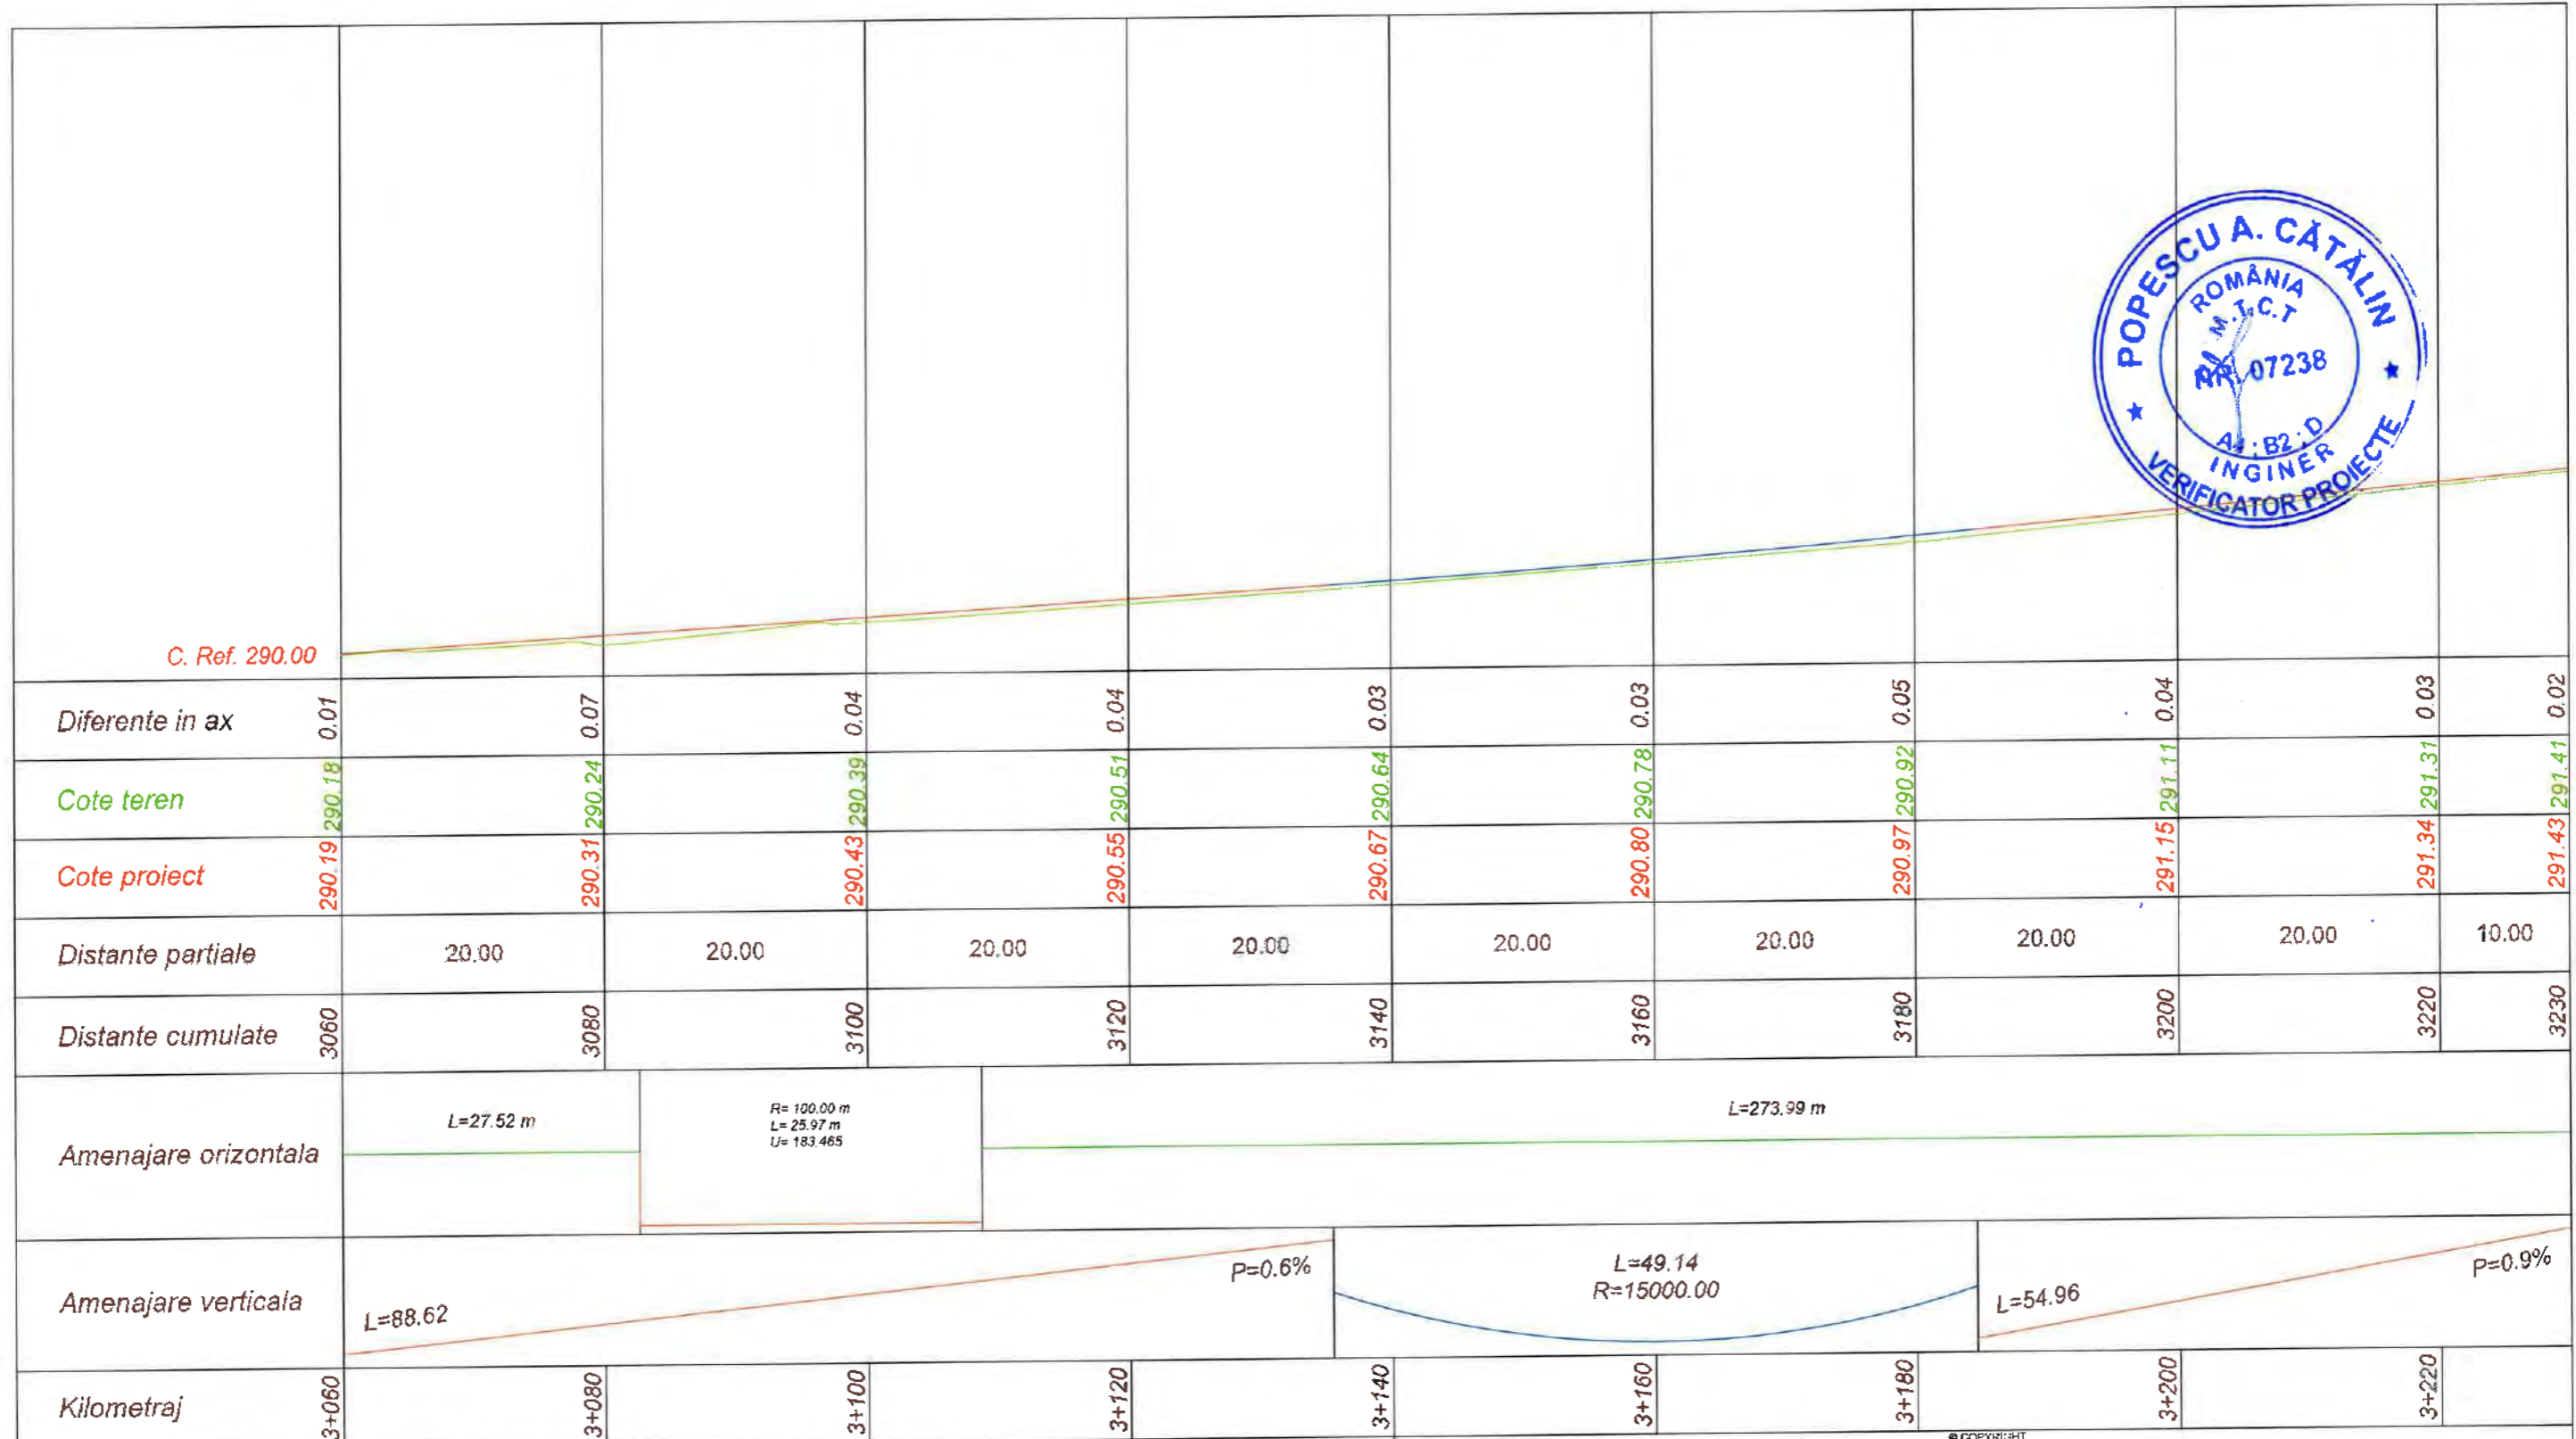 POPESCU A. CĂTĂLIN
ROMÂNIA
M.T.C.T
NR. 07238
A4 ; B2 ; D
INGINER
VERIFICATOR PROIECTE
C. Ref. 290.00
Diferente in ax 0.01 0.07 0.04 0.04 0.03 0.03 0.05 0.04 0.03 0.02
Cote teren 290.18 290.24 290.39 290.51 290.64 290.78 290.92 291.11 291.31 291.41
Cote proiect 290.19 290.31 290.43 290.55 290.67 290.80 290.97 291.15 291.34 291.43
Distante partiale 20.00 20.00 20.00 20.00 20.00 20.00 20.00 20.00 10.00
Distante cumulate 3060 3080 3100 3120 3140 3160 3180 3200 3220 3230
Amenajare orizontala
L=27.52 m
R= 100.00 m
L= 25.97 m
U= 183.465
L=273.99 m
Amenajare verticala
L=88.62
P=0.6%
L=49.14
R=15000.00
L=54.96
P=0.9%
Kilometraj 3+060 3+080 3+100 3+120 3+140 3+160 3+180 3+200 3+220
© COPYRIGHT